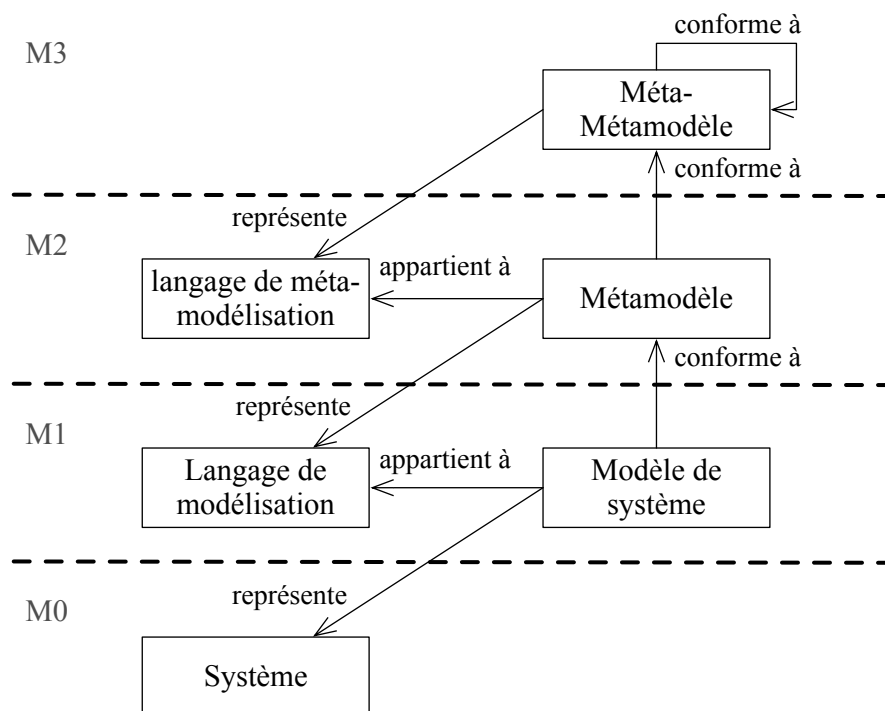 conforme à
M3
Méta-
Métamodèle
conforme à
représente
M2
appartient à
langage de méta-
modélisation
Métamodèle
conforme à
représente
M1
appartient à
Langage de
modélisation
Modèle de
système
représente
M0
Système